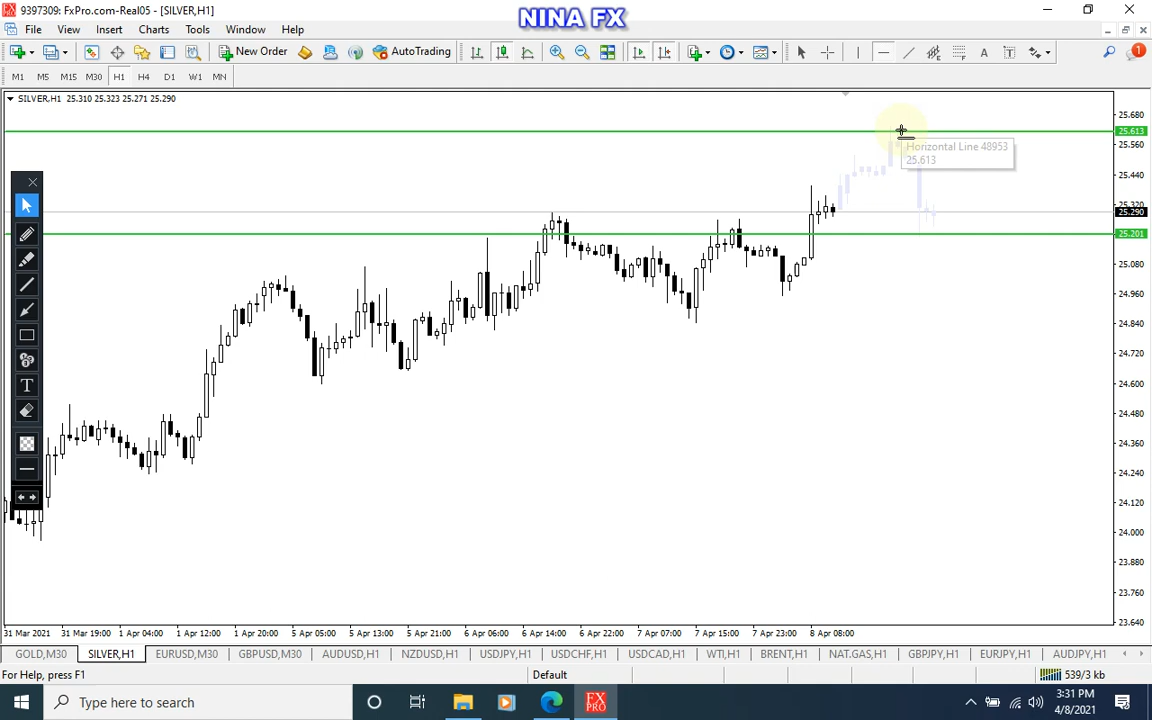 9397309: FxPro.com-Real05 - [SILVER,H1]
NINA FX
File View Insert Charts Tools Window Help
New Order AutoTrading
M1 M5 M15 M30 H1 H4 D1 W1 MN
SILVER,H1 25.310 25.323 25.271 25.290
25.680
25.613
25.560
25.440
25.320
25.290
25.201
25.080
24.960
24.840
24.720
24.600
24.480
24.360
24.240
24.120
24.000
23.880
23.760
23.640
Horizontal Line 48953
25.613
31 Mar 2021 31 Mar 19:00 1 Apr 04:00 1 Apr 12:00 1 Apr 20:00 5 Apr 05:00 5 Apr 13:00 5 Apr 21:00 6 Apr 06:00 6 Apr 14:00 6 Apr 22:00 7 Apr 07:00 7 Apr 15:00 7 Apr 23:00 8 Apr 08:00
GOLD,M30 SILVER,H1 EURUSD,M30 GBPUSD,M30 AUDUSD,H1 NZDUSD,H1 USDJPY,H1 USDCHF,H1 USDCAD,H1 WTI,H1 BRENT,H1 NAT.GAS,H1 GBPJPY,H1 EURJPY,H1 AUDJPY,H1
For Help, press F1 Default 539/3 kb
Type here to search FX PRO 3:31 PM
4/8/2021